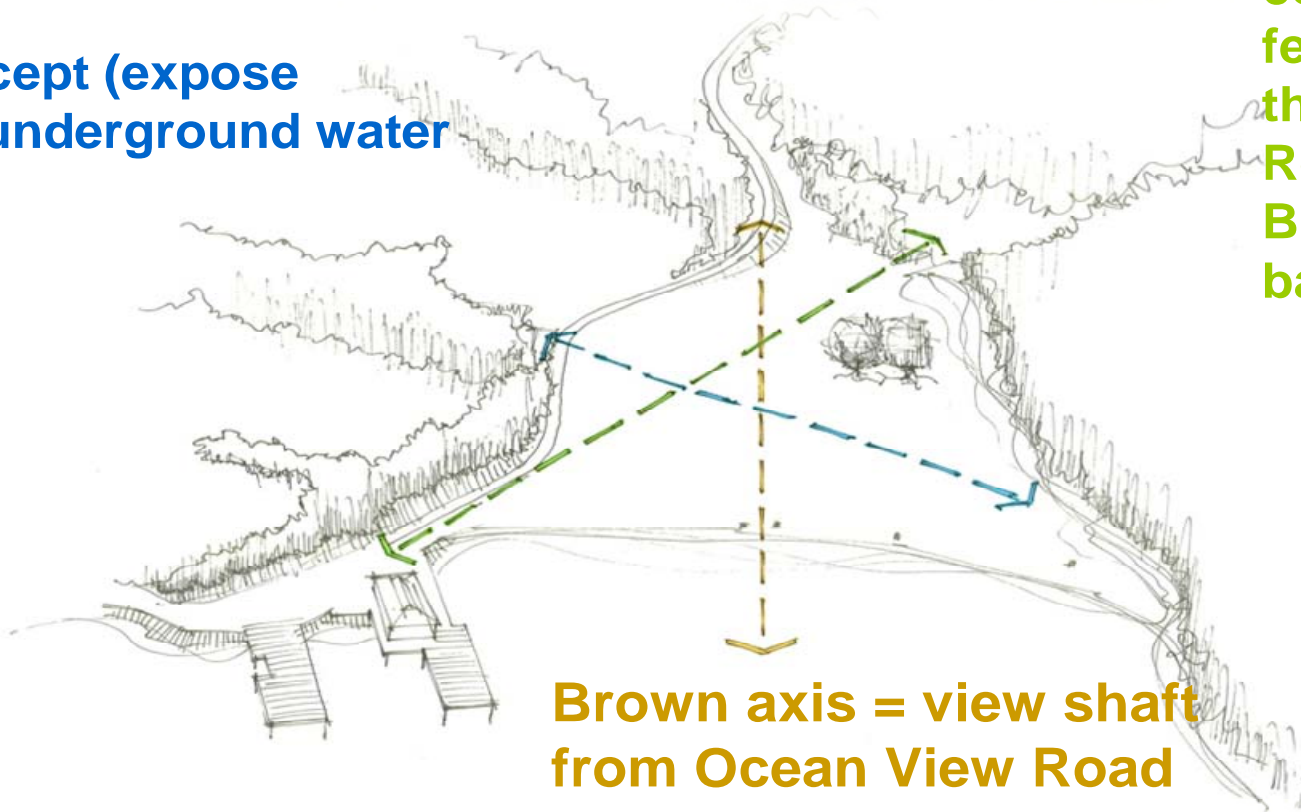 cept (expose
underground water
fe
th
R
B
ba
Brown axis = view shaft
from Ocean View Road